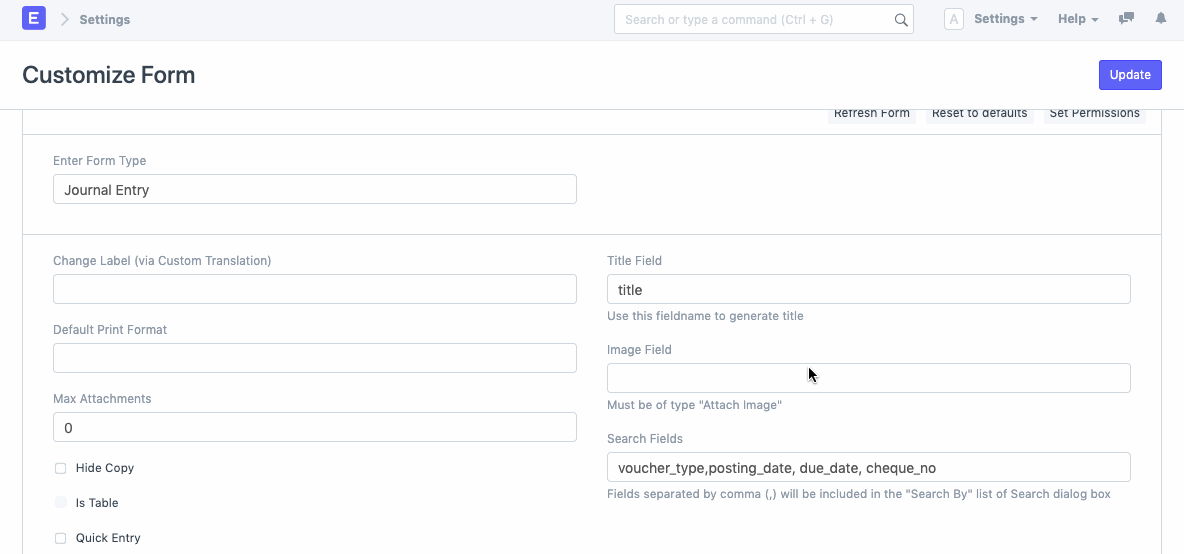 E Settings Search or type a command (Ctrl + G) A Settings Help
Customize Form Update
Refresh Form Reset to defaults Set Permissions
Enter Form Type
Journal Entry
Change Label (via Custom Translation)
Default Print Format
Max Attachments
0
Hide Copy
Is Table
Quick Entry
Title Field
title
Use this fieldname to generate title
Image Field
Must be of type "Attach Image"
Search Fields
voucher_type,posting_date, due_date, cheque_no
Fields separated by comma (,) will be included in the "Search By" list of Search dialog box